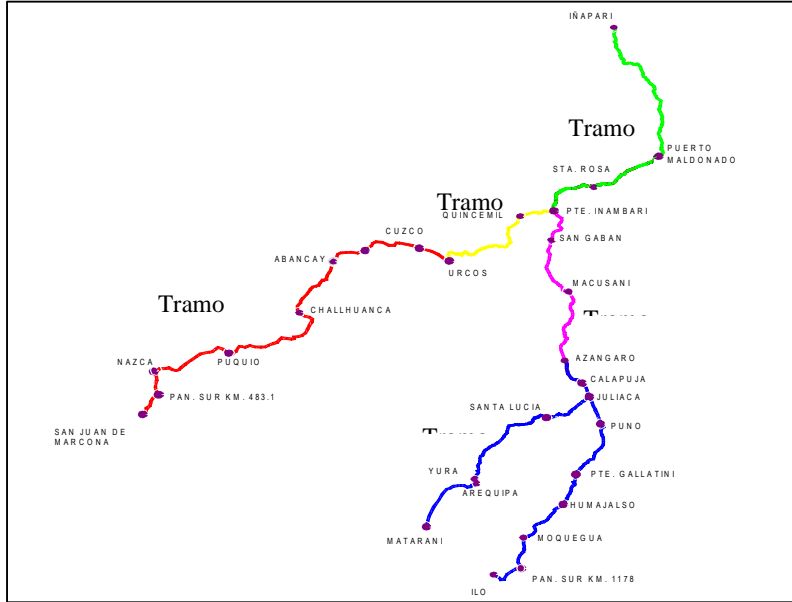 IÑAPARI
Tramo
PUERTO
MALDONADO
STA. ROSA
Tramo
QUINCEMIL
PTE. INAMBARI
CUZCO
SAN GABAN
ABANCAY
URCOS
MACUSANI
Tramo
CHALLHUANCA
Tramo
NAZCA
PUQUIO
AZANGARO
CALAPUJA
PAN. SUR KM. 483.1
JULIACA
SANTA LUCIA
SAN JUAN DE
MARCONA
Tramo
PUNO
YURA
PTE. GALLATINI
AREQUIPA
HUMAJALSO
MATARANI
MOQUEGUA
PAN. SUR KM. 1178
ILO